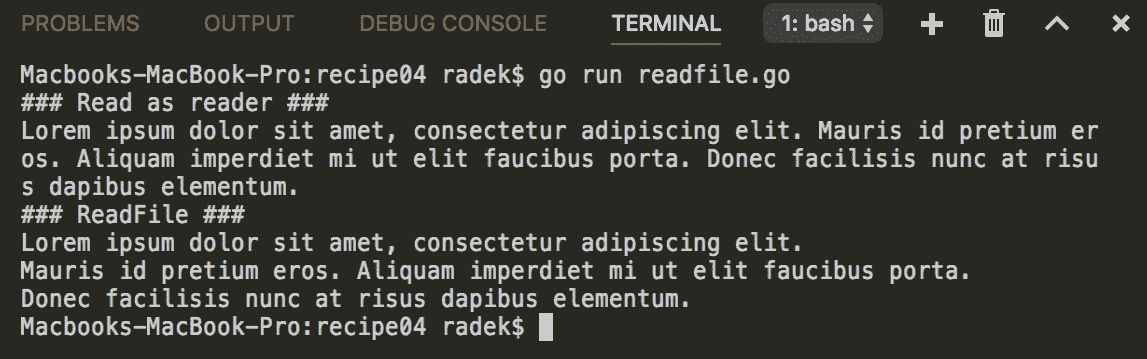 PROBLEMS OUTPUT DEBUG CONSOLE TERMINAL 1: bash
Macbooks-MacBook-Pro:recipe04 radek$ go run readfile.go
### Read as reader ###
Lorem ipsum dolor sit amet, consectetur adipiscing elit. Mauris id pretium er
os. Aliquam imperdiet mi ut elit faucibus porta. Donec facilisis nunc at risu
s dapibus elementum.
### ReadFile ###
Lorem ipsum dolor sit amet, consectetur adipiscing elit.
Mauris id pretium eros. Aliquam imperdiet mi ut elit faucibus porta.
Donec facilisis nunc at risus dapibus elementum.
Macbooks-MacBook-Pro:recipe04 radek$